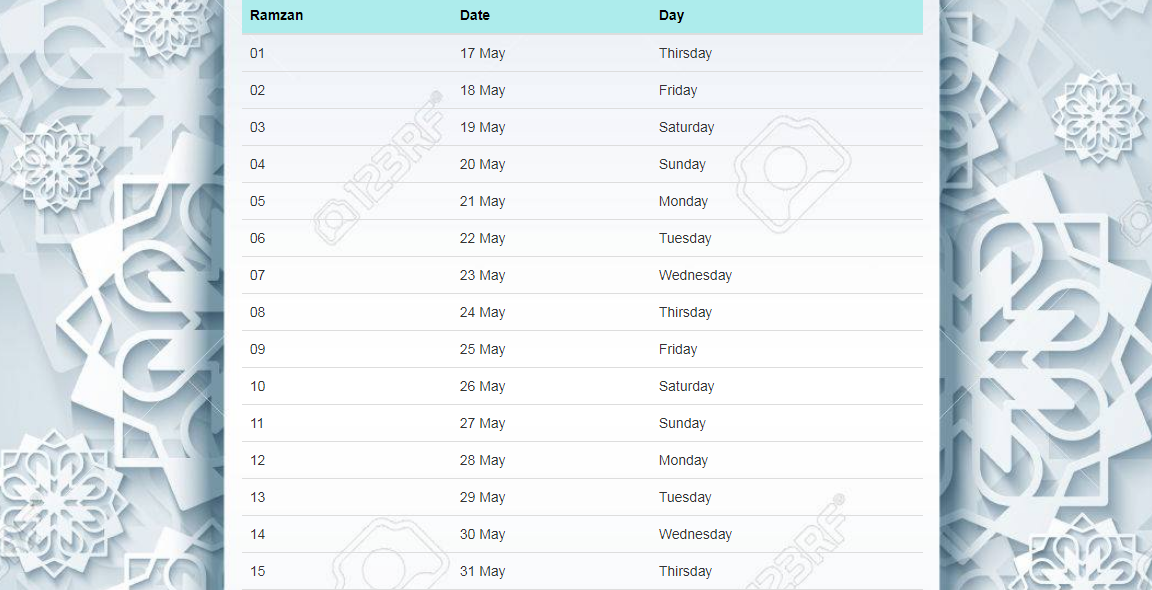 Ramzan Date Day
01 17 May Thirsday
02 18 May Friday
03 19 May Saturday
04 20 May Sunday
05 21 May Monday
06 22 May Tuesday
07 23 May Wednesday
08 24 May Thirsday
09 25 May Friday
10 26 May Saturday
11 27 May Sunday
12 28 May Monday
13 29 May Tuesday
14 30 May Wednesday
15 31 May Thirsday
123RF®
123RF®